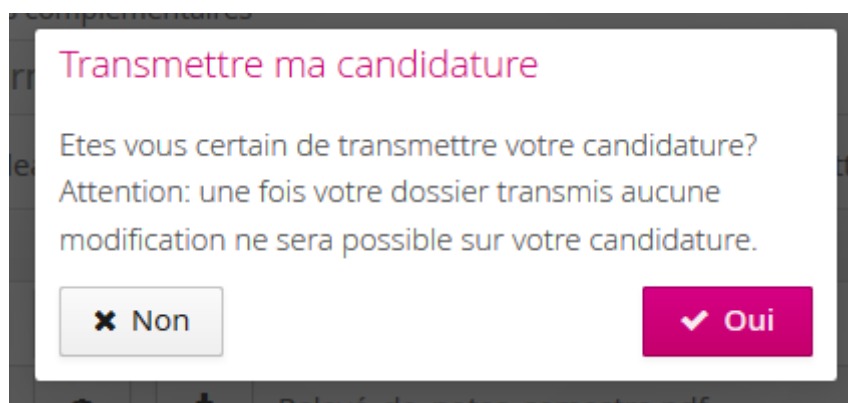 complémentaires
Transmettre ma candidature
Etes vous certain de transmettre votre candidature?
Attention: une fois votre dossier transmis aucune
modification ne sera possible sur votre candidature.
Non
Oui